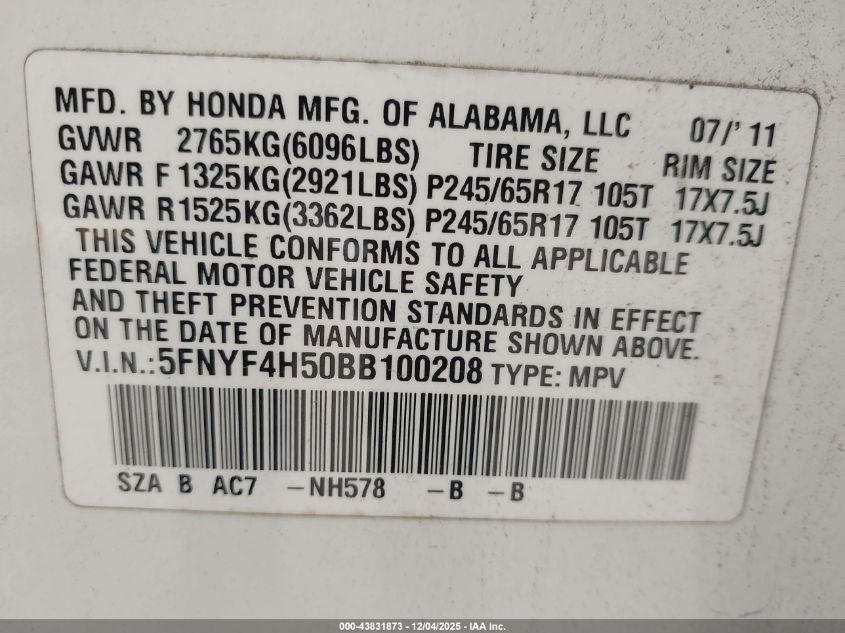 MFD. BY HONDA MFG. OF ALABAMA, LLC 07/'11
GVWR 2765KG(6096LBS) TIRE SIZE RIM SIZE
GAWR F 1325KG(2921LBS) P245/65R17 105T 17X7.5J
GAWR R1525KG(3362LBS) P245/65R17 105T 17X7.5J
THIS VEHICLE CONFORMS TO ALL APPLICABLE
FEDERAL MOTOR VEHICLE SAFETY
AND THEFT PREVENTION STANDARDS IN EFFECT
ON THE DATE OF MANUFACTURE SHOWN ABOVE.
V.I.N.:5FNYF4H50BB100208 TYPE: MPV
SZA B AC7 -NH578 -B -B
000-43831873 - 12/04/2025 - IAA Inc.